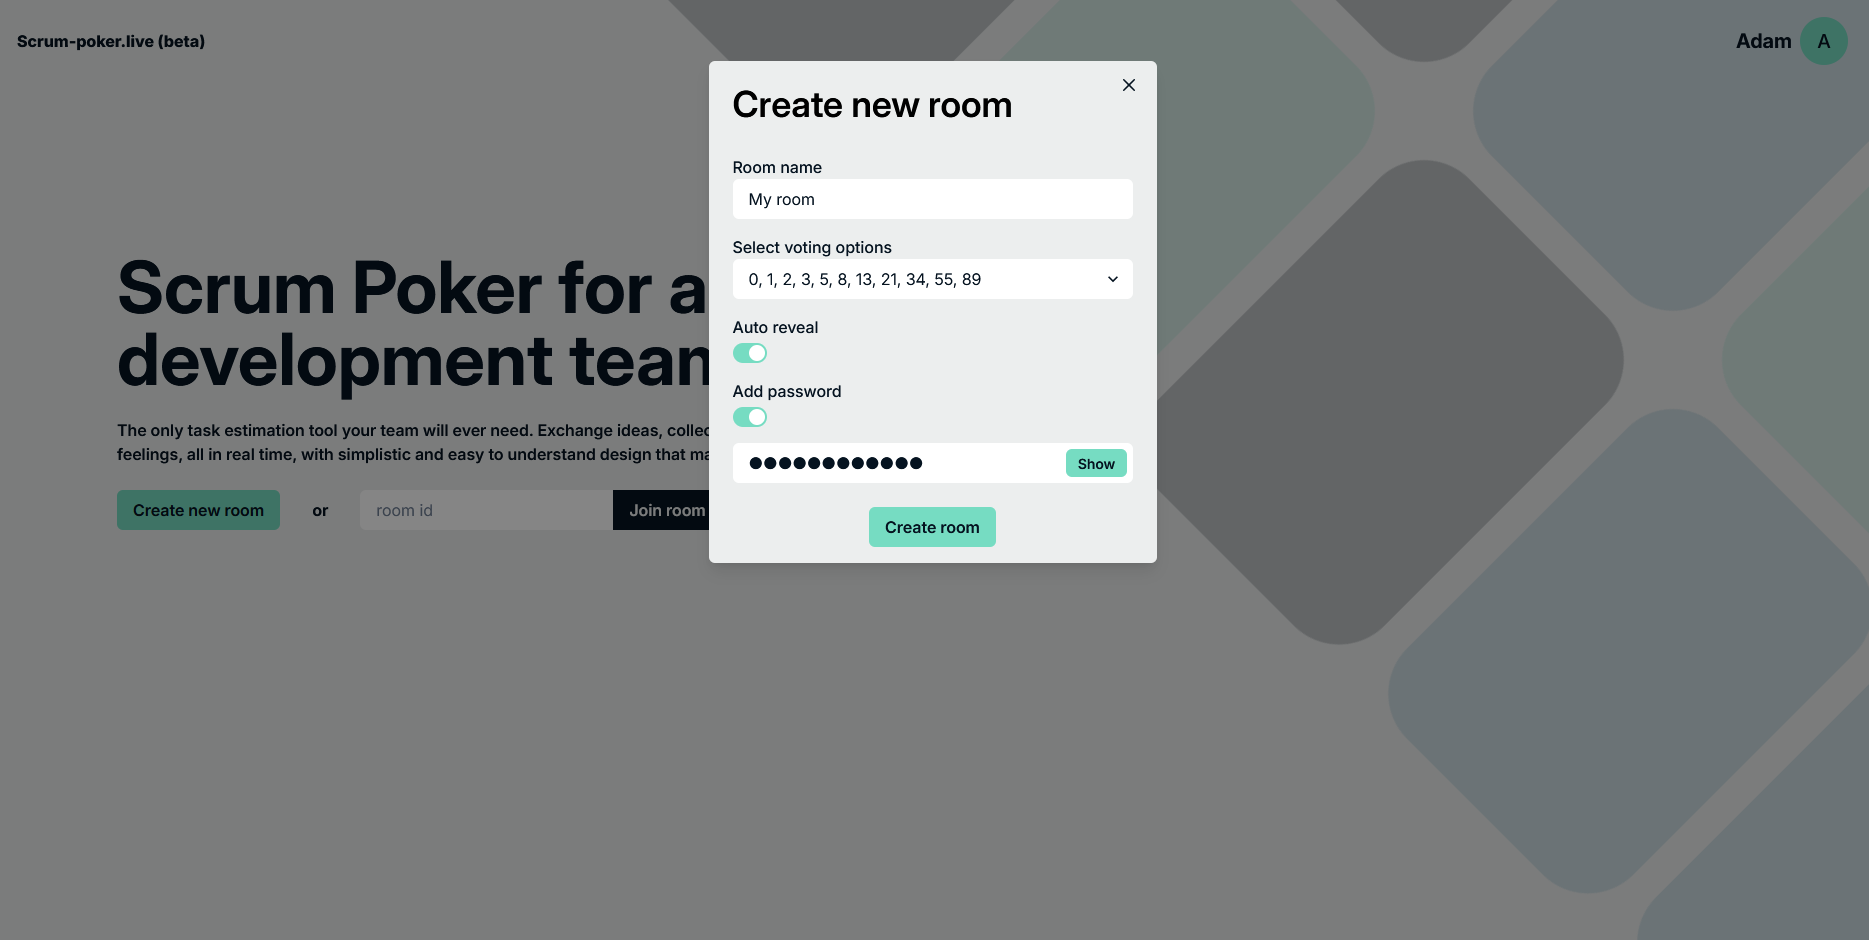 Scrum-poker.live (beta)
Adam
A
Create new room
Room name
My room
Select voting options
0, 1, 2, 3, 5, 8, 13, 21, 34, 55, 89
Auto reveal
Add password
●●●●●●●●●●●●
Show
Create room
Scrum Poker for a
development
The only task estimation tool your team will ever need. Exchange ideas,
feelings, all in real time, with simplistic and easy to understand design that
Create new room
or
room id
Join room